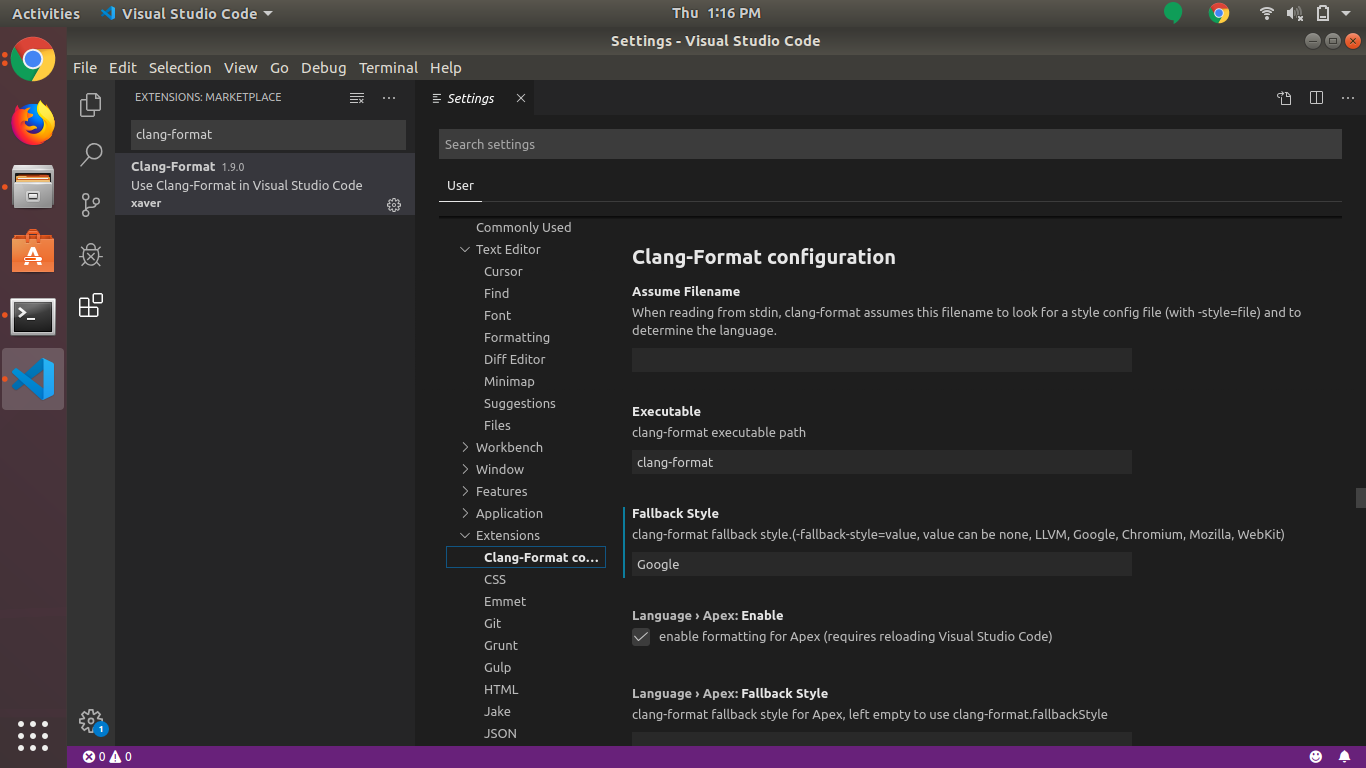 Activities
Visual Studio Code
Thu 1:16 PM
Settings - Visual Studio Code
File Edit Selection View Go Debug Terminal Help
EXTENSIONS: MARKETPLACE
clang-format
Clang-Format 1.9.0
Use Clang-Format in Visual Studio Code
xaver
1
Settings
Search settings
User
Commonly Used
Text Editor
Cursor
Find
Font
Formatting
Diff Editor
Minimap
Suggestions
Files
Workbench
Window
Features
Application
Extensions
Clang-Format co...
CSS
Emmet
Git
Grunt
Gulp
HTML
Jake
JSON
Clang-Format configuration
Assume Filename
When reading from stdin, clang-format assumes this filename to look for a style config file (with -style=file) and to
determine the language.
Executable
clang-format executable path
clang-format
Fallback Style
clang-format fallback style.(-fallback-style=value, value can be none, LLVM, Google, Chromium, Mozilla, WebKit)
Google
Language › Apex: Enable
enable formatting for Apex (requires reloading Visual Studio Code)
Language › Apex: Fallback Style
clang-format fallback style for Apex, left empty to use clang-format.fallbackStyle
0 0